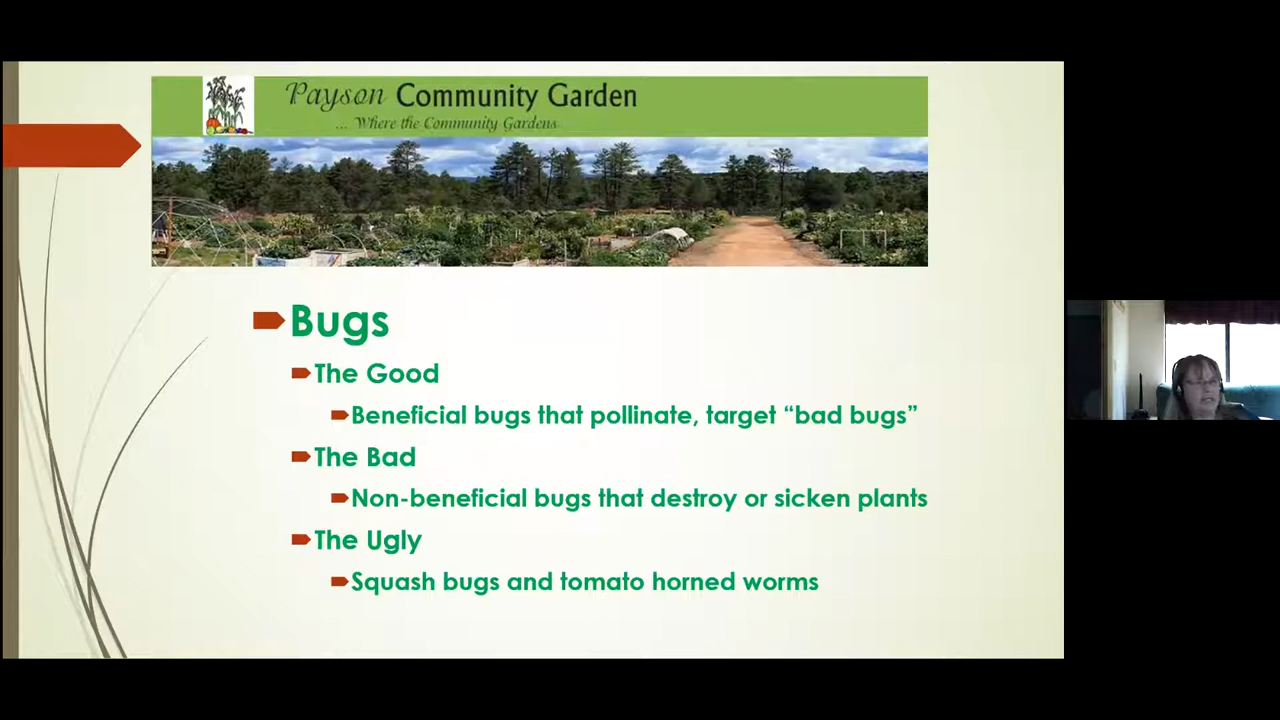 Payson Community Garden
... Where the Community Gardens
Bugs
The Good
Beneficial bugs that pollinate, target “bad bugs”
The Bad
Non-beneficial bugs that destroy or sicken plants
The Ugly
Squash bugs and tomato horned worms